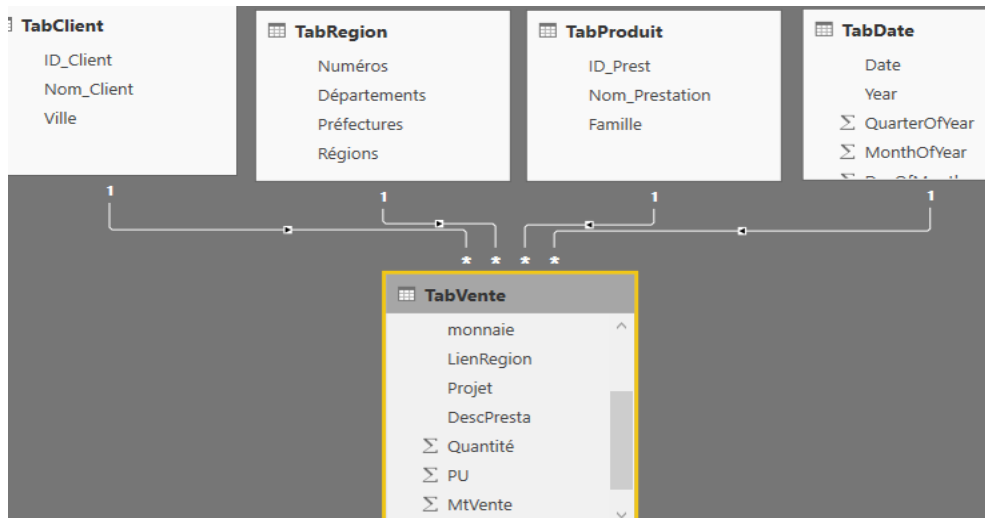 TabClient
ID_Client
Nom_Client
Ville
TabRegion
Numéros
Départements
Préfectures
Régions
TabProduit
ID_Prest
Nom_Prestation
Famille
TabDate
Date
Year
Σ QuarterOfYear
Σ MonthOfYear
1
1
1
1
* * * *
TabVente
monnaie
LienRegion
Projet
DescPresta
Σ Quantité
Σ PU
Σ MtVente